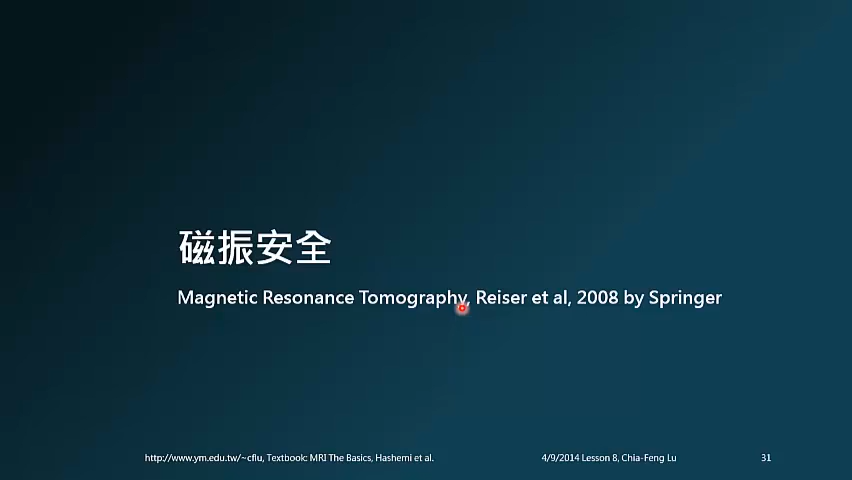 磁振安全
Magnetic Resonance Tomography, Reiser et al, 2008 by Springer
http://www.ym.edu.tw/~cflu, Textbook: MRI The Basics, Hashemi et al.
4/9/2014 Lesson 8, Chia-Feng Lu
31